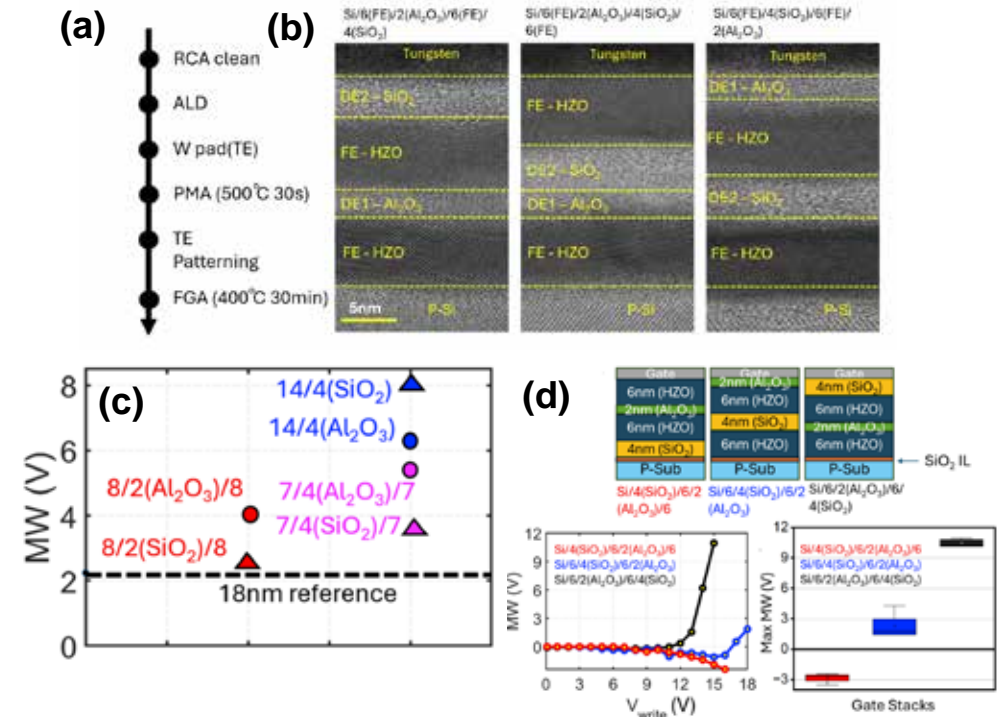 (a)
RCA clean
ALD
W pad(TE)
PMA (500℃ 30s)
TE
Patterning
FGA (400℃ 30min)
(b)
Si/6(FE)/2(Al₂O₃)/6(FE)/
4(SiO₂)
Tungsten
DE2 – SiO₂
FE - HZO
DE1 – Al₂O₃
FE - HZO
5nm
P-Si
Si/6(FE)/2(Al₂O₃)/4(SiO₂)/
6(FE)
Tungsten
FE - HZO
DE2 – SiO₂
DE1 – Al₂O₃
FE - HZO
P-Si
Si/6(FE)/4(SiO₂)/6(FE)/
2(Al₂O₃)
Tungsten
DE1 – Al₂O₃
FE - HZO
DE2 – SiO₂
FE - HZO
P-Si
(c)
MW (V)
8
6
4
2
0
14/4(SiO₂)
14/4(Al₂O₃)
7/4(Al₂O₃)/7
7/4(SiO₂)/7
8/2(Al₂O₃)/8
8/2(SiO₂)/8
18nm reference
(d)
Gate
6nm (HZO)
2nm (Al₂O₃)
6nm (HZO)
4nm (SiO₂)
P-Sub
Si/4(SiO₂)/6/2
(Al₂O₃)/6
Gate
2nm (Al₂O₃)
6nm (HZO)
4nm (SiO₂)
6nm (HZO)
P-Sub
Si/6/4(SiO₂)/6/2
(Al₂O₃)
Gate
4nm (SiO₂)
6nm (HZO)
2nm (Al₂O₃)
6nm (HZO)
P-Sub
Si/6/2(Al₂O₃)/6/
4(SiO₂)
SiO₂ IL
MW (V)
12
9
6
3
0
Si/4(SiO₂)/6/2(Al₂O₃)/6
Si/6/4(SiO₂)/6/2(Al₂O₃)
Si/6/2(Al₂O₃)/6/4(SiO₂)
0 3 6 9 12 15 18
V_write (V)
Max MW (V)
12
9
6
3
0
−3
Si/4(SiO₂)/6/2(Al₂O₃)/6
Si/6/4(SiO₂)/6/2(Al₂O₃)
Si/6/2(Al₂O₃)/6/4(SiO₂)
Gate Stacks